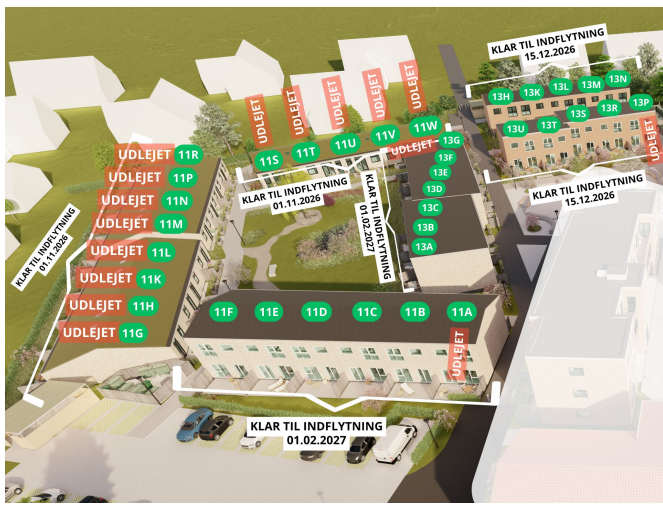 KLAR TIL INDFLYTNING
15.12.2026
13H
13K
13L
13M
13N
13U
13T
13S
13R
13P
UDLEJET
KLAR TIL INDFLYTNING
15.12.2026
UDLEJET
UDLEJET
UDLEJET
UDLEJET
UDLEJET
11S
11T
11U
11V
11W
KLAR TIL INDFLYTNING
01.11.2026
UDLEJET 13G
13F
13E
13D
13C
13B
13A
KLAR TIL INDFLYTNING
01.02.2027
UDLEJET 11R
UDLEJET 11P
UDLEJET 11N
UDLEJET 11M
UDLEJET 11L
UDLEJET 11K
UDLEJET 11H
UDLEJET 11G
KLAR TIL INDFLYTNING
01.11.2026
11F
11E
11D
11C
11B
11A
UDLEJET
KLAR TIL INDFLYTNING
01.02.2027